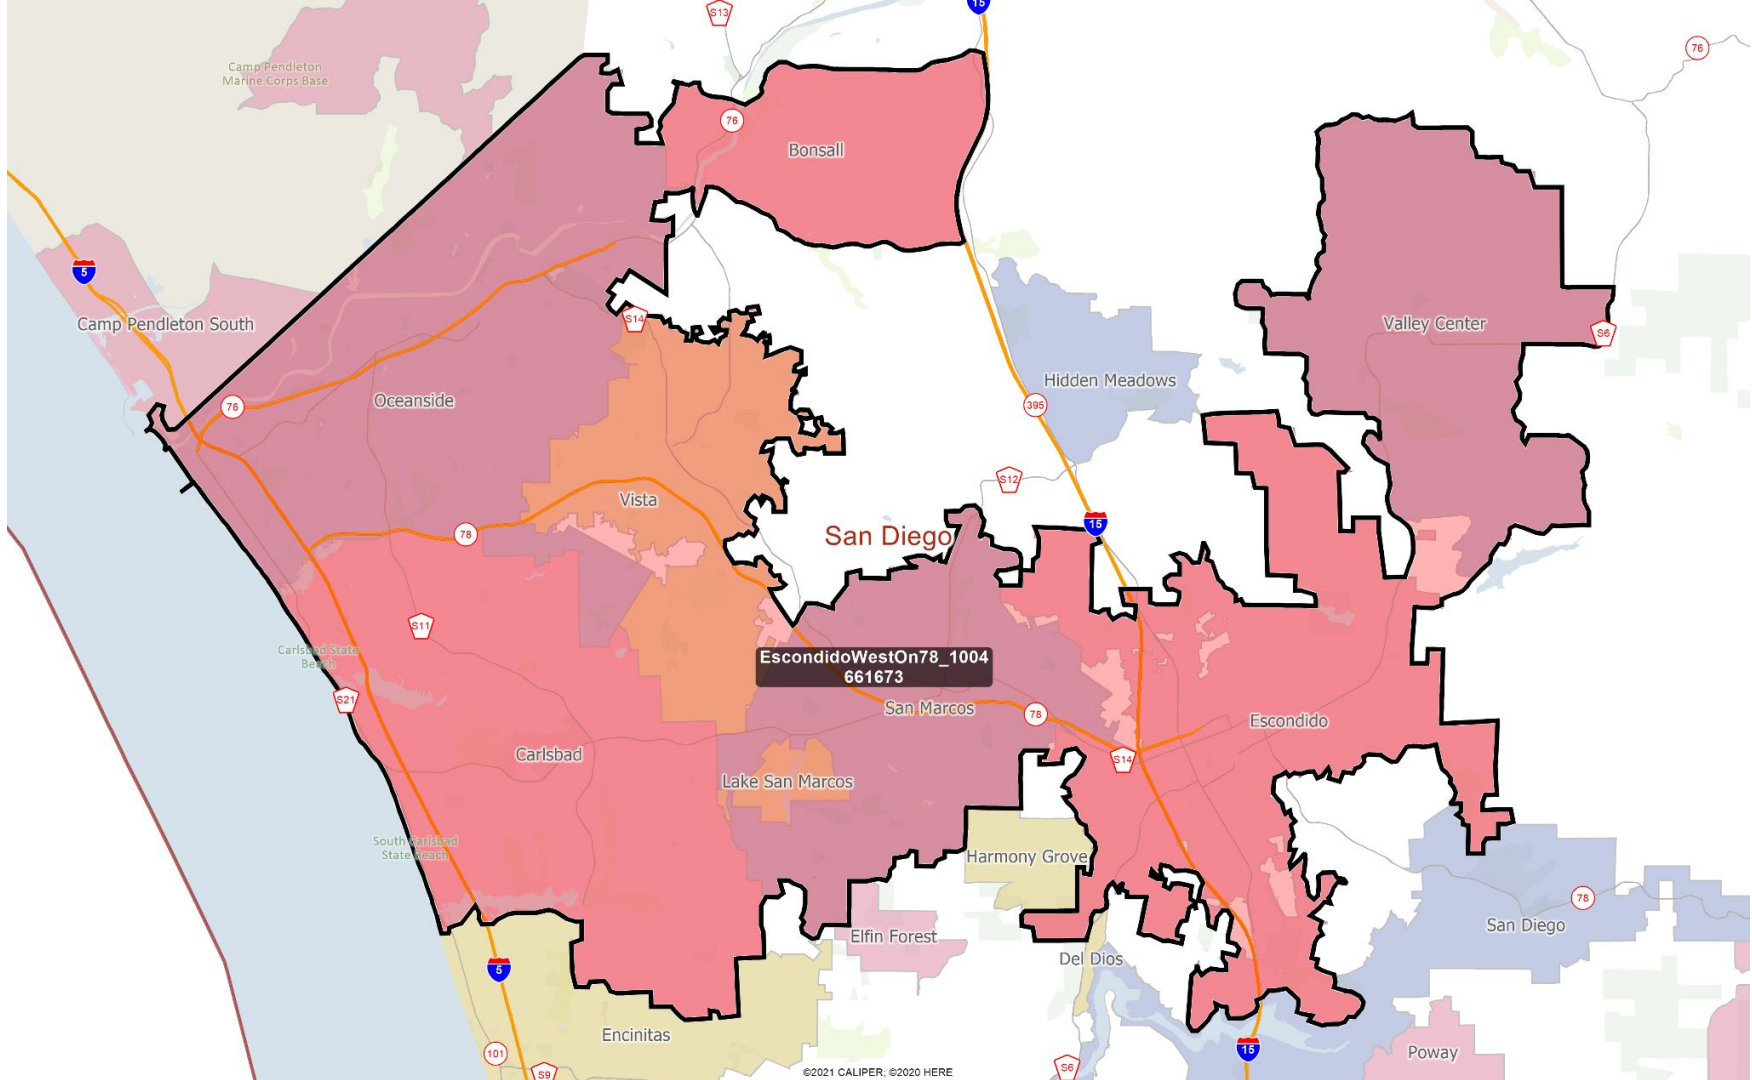 15
S13
76
Camp Pendleton
Marine Corps Base
76
Bonsall
5
Camp Pendleton South
S14
Valley Center
S6
Hidden Meadows
Oceanside
76
395
Vista
S12
78
San Diego
15
S11
Carlsbad State
Beach
EscondidoWestOn78_1004
661673
S21
San Marcos
78
Escondido
Carlsbad
S14
Lake San Marcos
South Carlsbad
State Beach
Harmony Grove
78
San Diego
Elfin Forest
Del Dios
5
Encinitas
101
15
Poway
S9
S6
©2021 CALIPER; ©2020 HERE